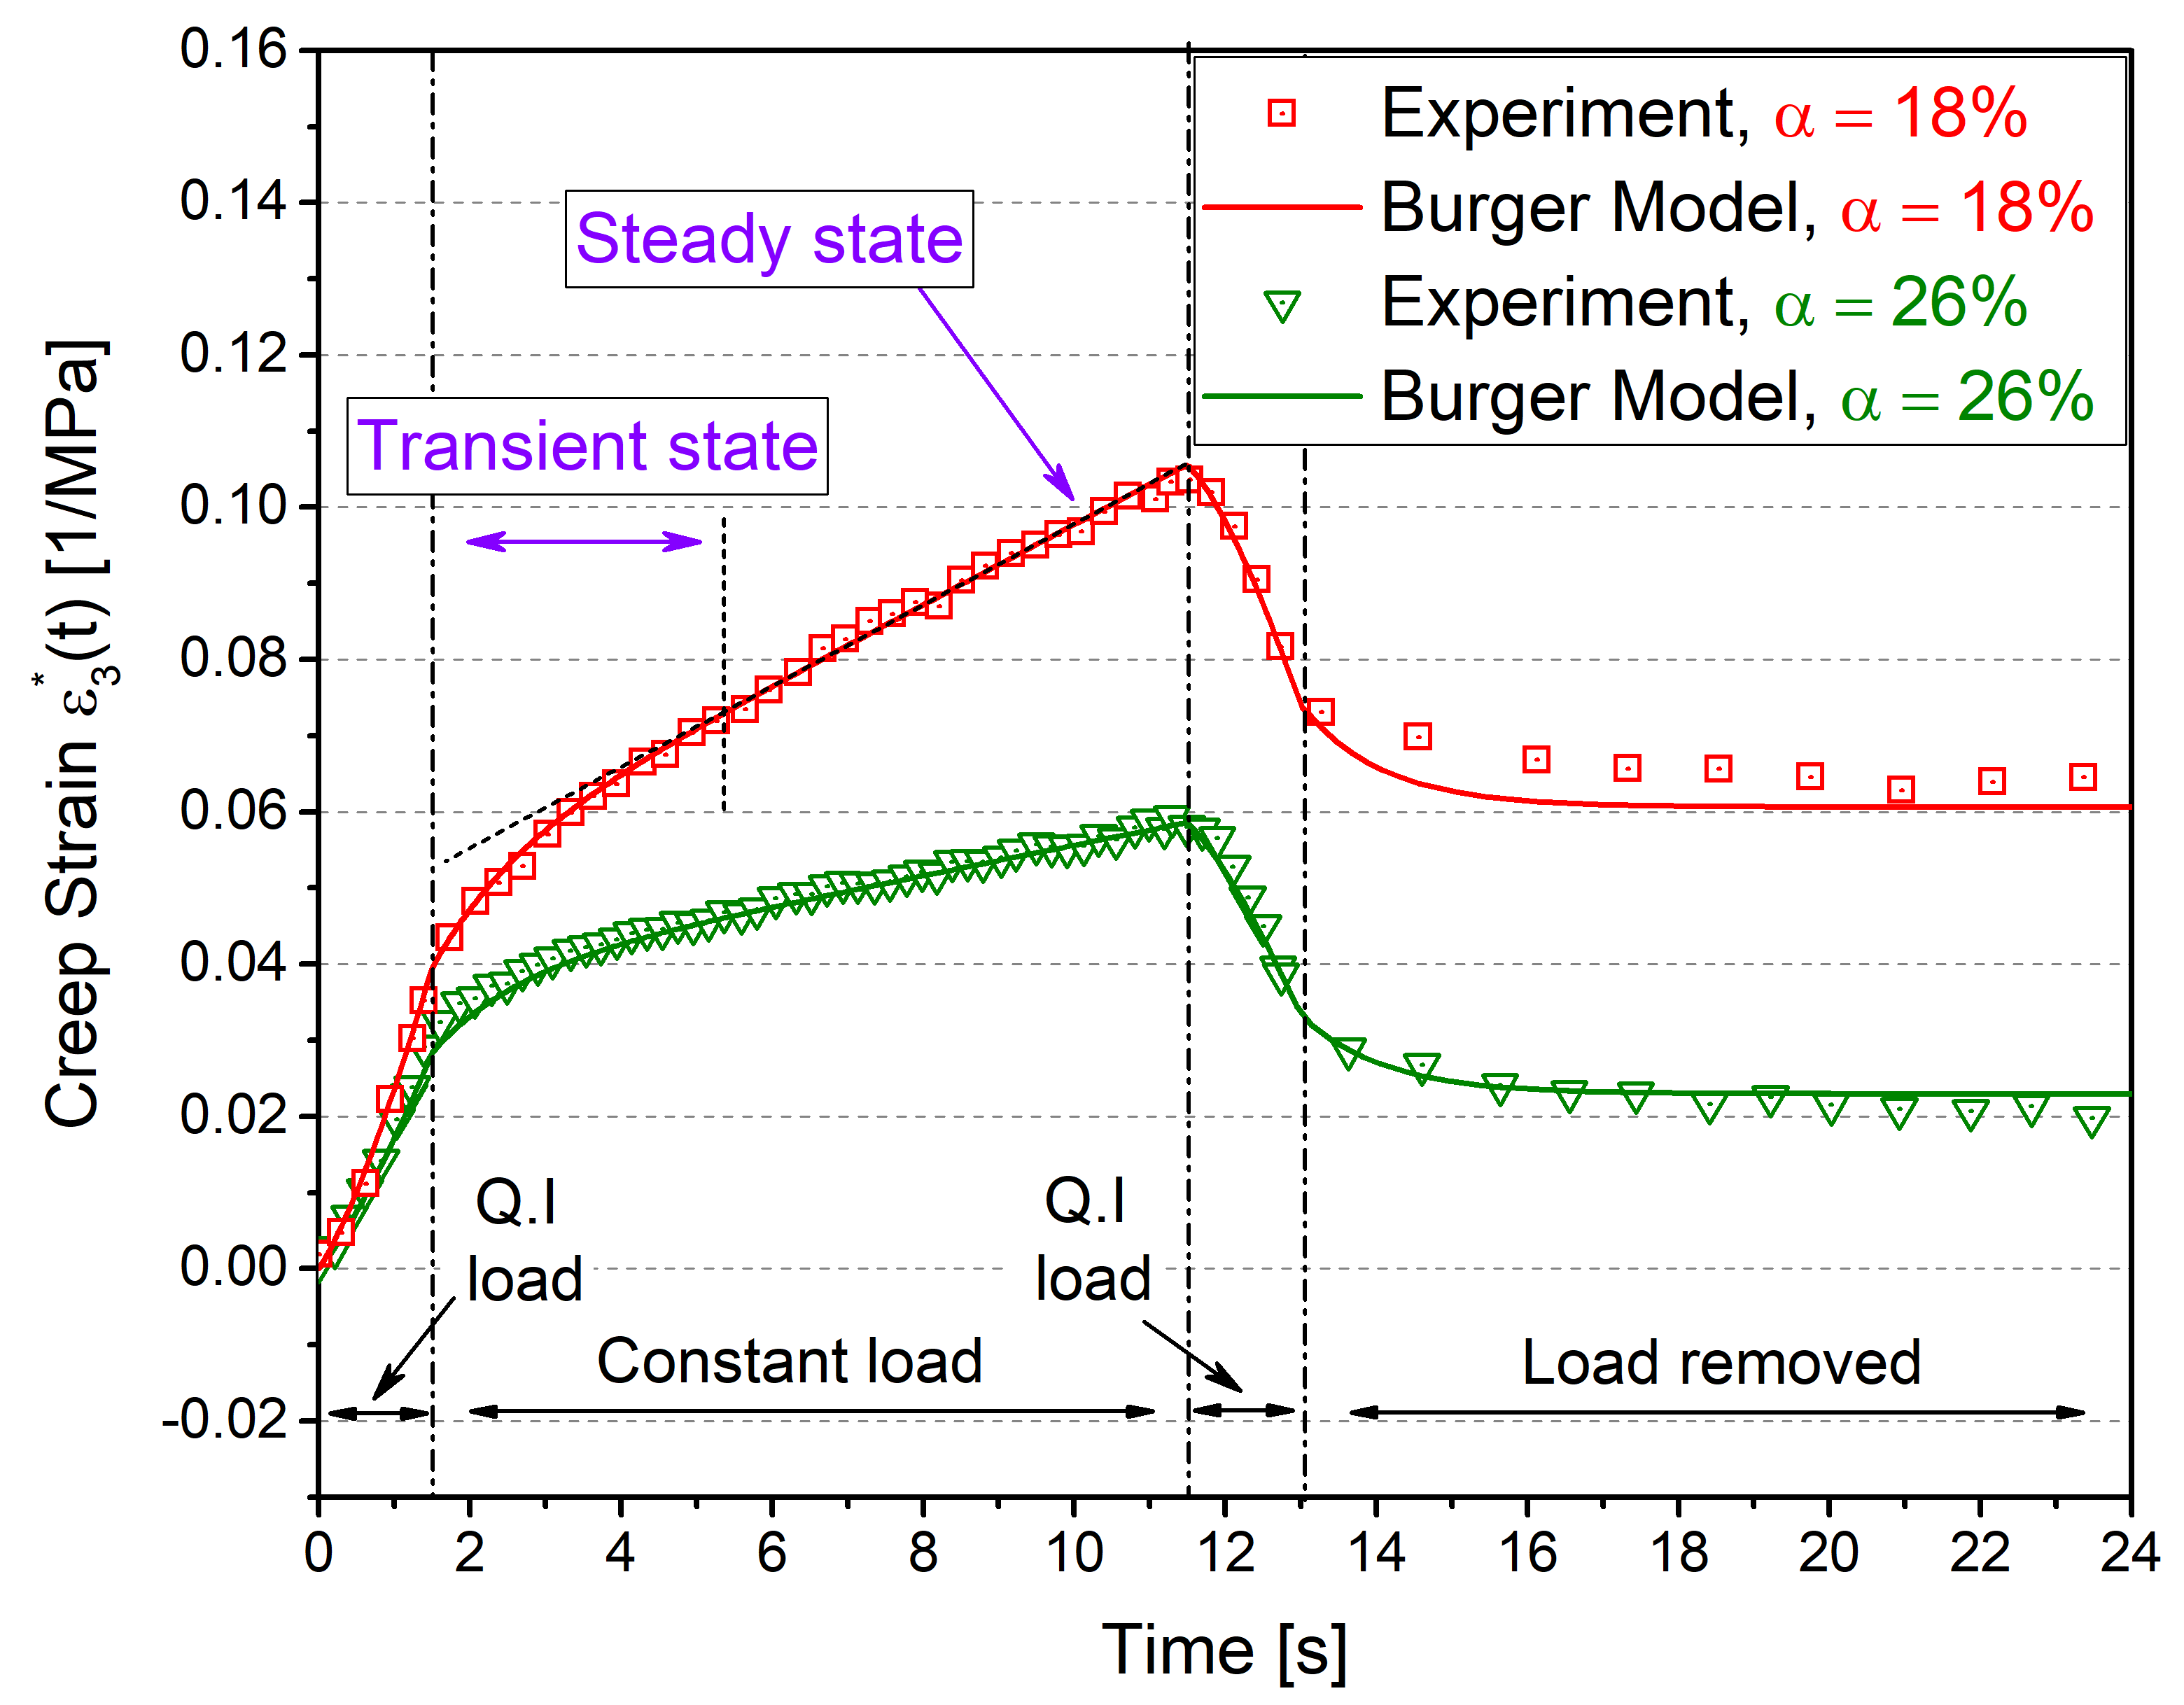 0.16
0.14
0.12
0.10
0.08
0.06
0.04
0.02
0.00
-0.02
Creep Strain ε₃*(t) [1/MPa]
Experiment, α = 18%
Burger Model, α = 18%
Experiment, α = 26%
Burger Model, α = 26%
Steady state
Transient state
Q.I
load
Q.I
load
Constant load
Load removed
0 2 4 6 8 10 12 14 16 18 20 22 24
Time [s]